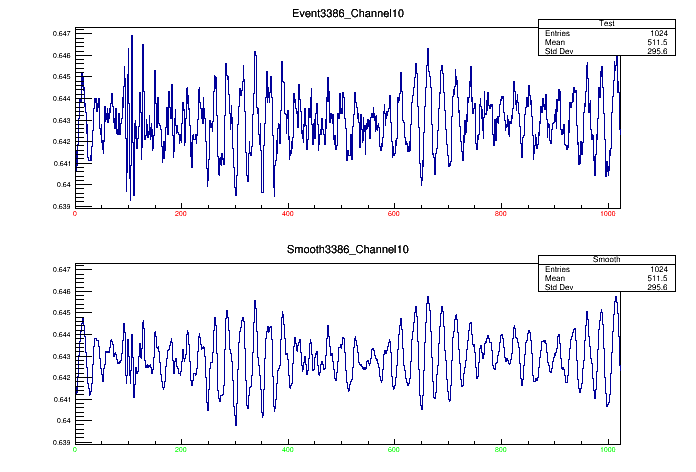 Event3386_Channel10
Test
Entries 1024
Mean 511.5
Std Dev 295.6
0.647
0.646
0.645
0.644
0.643
0.642
0.641
0.64
0.639
0 200 400 600 800 1000
Smooth3386_Channel10
Smooth
Entries 1024
Mean 511.5
Std Dev 295.6
0.647
0.646
0.645
0.644
0.643
0.642
0.641
0.64
0.639
0 200 400 600 800 1000